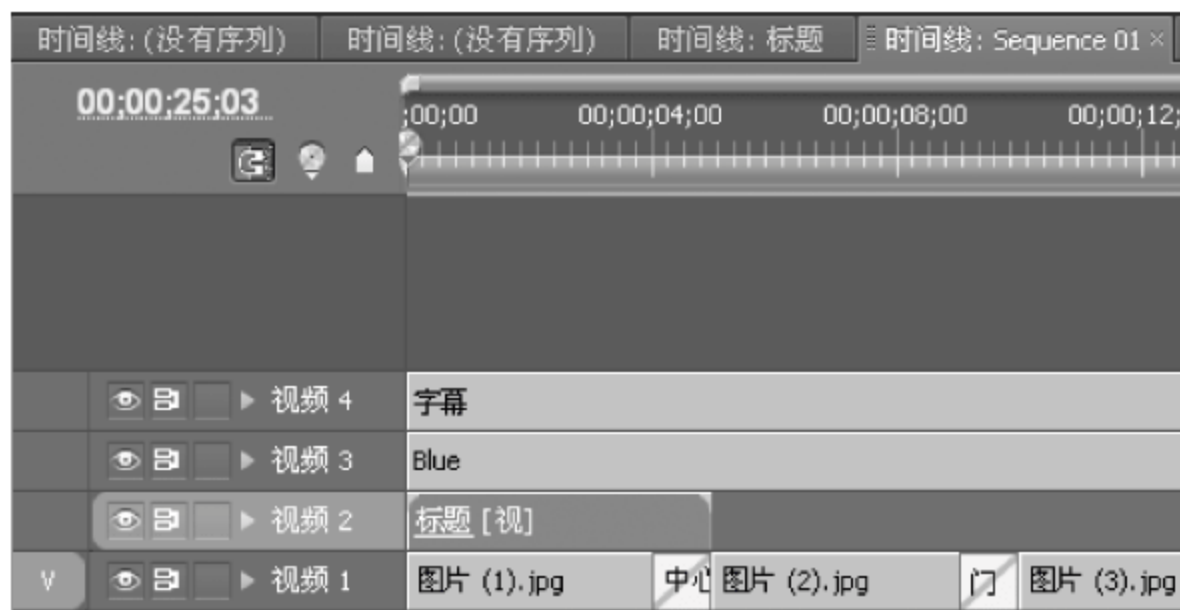 时间线: (没有序列) 时间线: (没有序列) 时间线: 标题 时间线: Sequence 01 ×
00;00;25;03
;00;00 00;00;04;00 00;00;08;00 00;00;12;
视频 4 字幕
视频 3 Blue
视频 2 标题 [视]
V 视频 1 图片 (1).jpg 中心 图片 (2).jpg 门 图片 (3).jpg